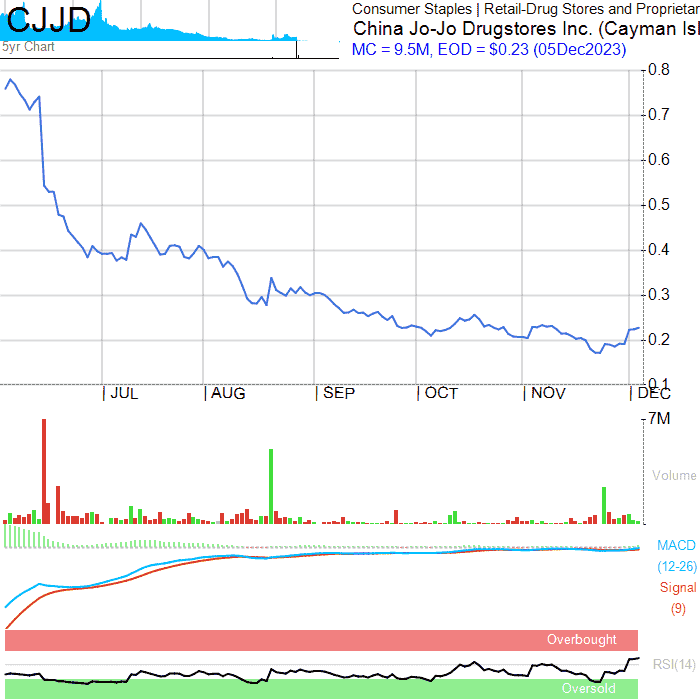 CJJD
5yr Chart
Consumer Staples | Retail-Drug Stores and Proprietar
China Jo-Jo Drugstores Inc. (Cayman Isl
MC = 9.5M, EOD = $0.23 (05Dec2023)
0.8
0.7
0.6
0.5
0.4
0.3
0.2
0.1
JUL
AUG
SEP
OCT
NOV
DEC
7M
Volume
MACD
(12-26)
Signal
(9)
Overbought
RSI(14)
Oversold